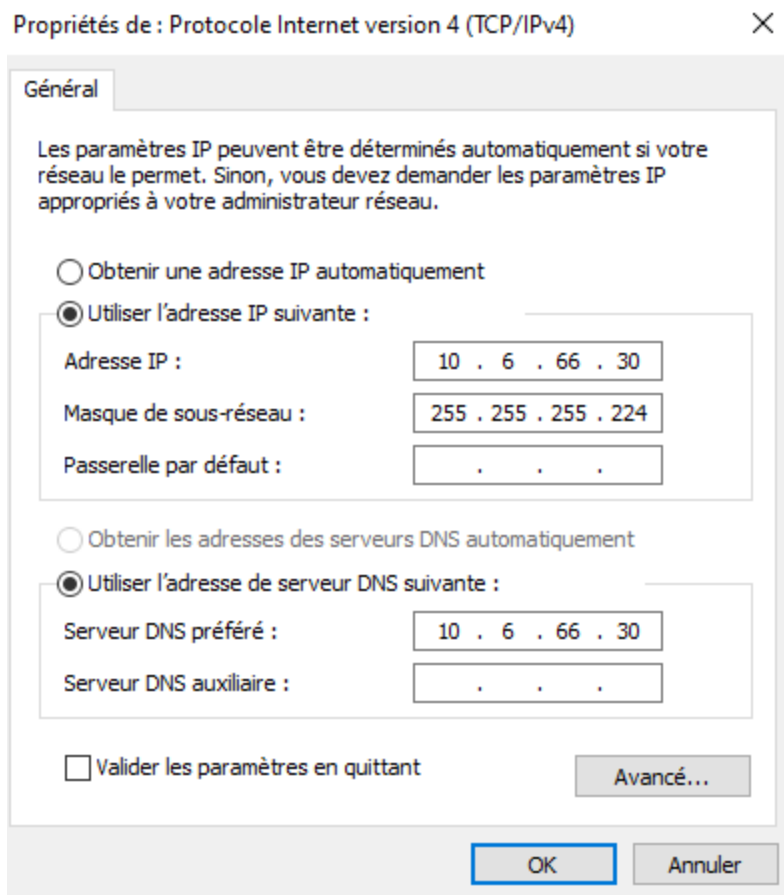 Propriétés de : Protocole Internet version 4 (TCP/IPv4)
Général
Les paramètres IP peuvent être déterminés automatiquement si votre
réseau le permet. Sinon, vous devez demander les paramètres IP
appropriés à votre administrateur réseau.
Obtenir une adresse IP automatiquement
Utiliser l’adresse IP suivante :
Adresse IP : 10 . 6 . 66 . 30
Masque de sous-réseau : 255 . 255 . 255 . 224
Passerelle par défaut : . . .
Obtenir les adresses des serveurs DNS automatiquement
Utiliser l’adresse de serveur DNS suivante :
Serveur DNS préféré : 10 . 6 . 66 . 30
Serveur DNS auxiliaire : . . .
Valider les paramètres en quittant
Avancé...
OK Annuler